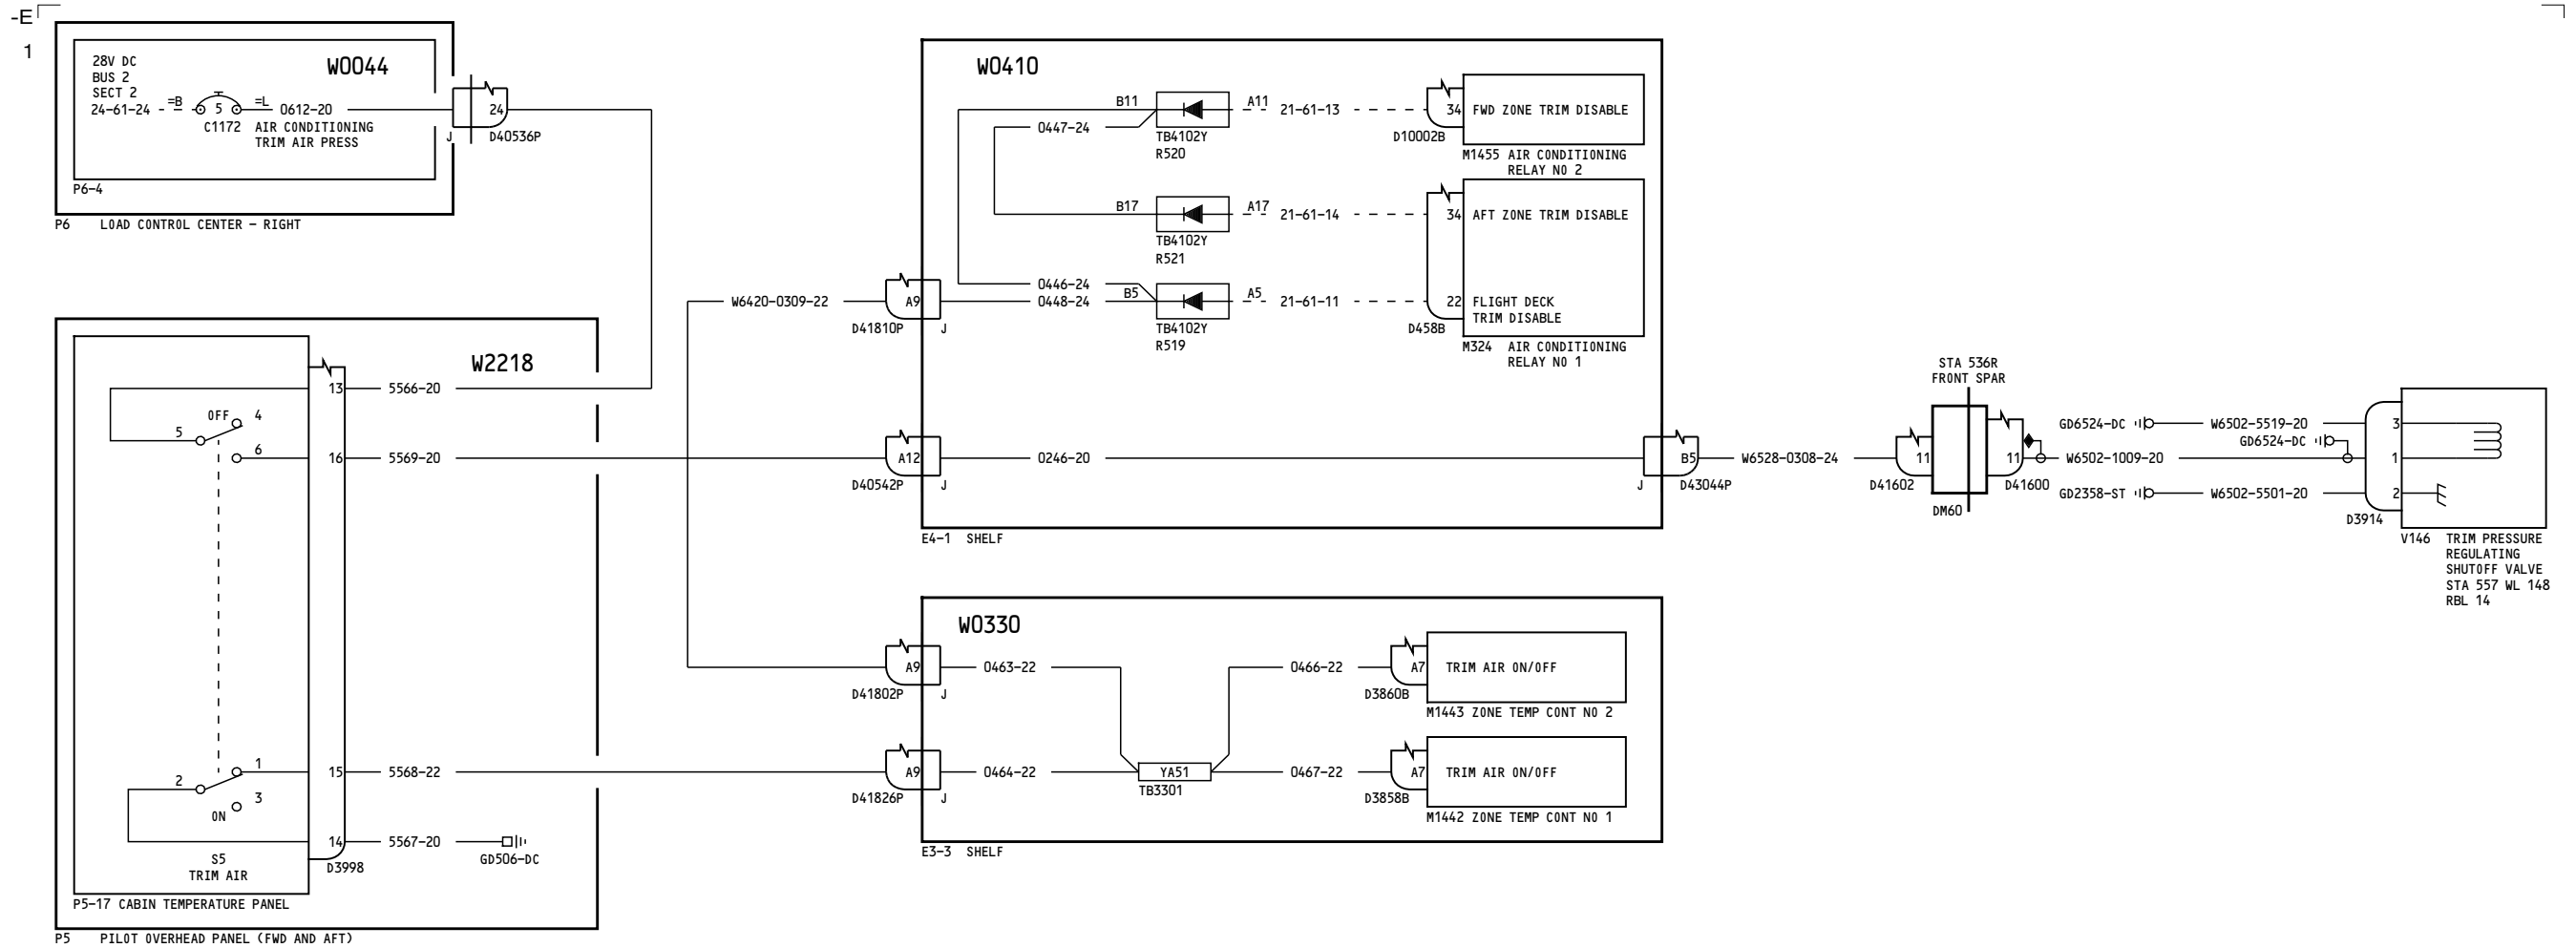 -E
1
28V DC
BUS 2
SECT 2
24-61-24
=B
5
=L
0612-20
C1172
AIR CONDITIONING
TRIM AIR PRESS
W0044
P6-4
P6 LOAD CONTROL CENTER - RIGHT
J
24
D40536P
W2218
13
5566-20
OFF
4
5
6
16
5569-20
1
2
3
ON
15
5568-22
14
5567-20
GD506-DC
S5
TRIM AIR
D3998
P5-17 CABIN TEMPERATURE PANEL
P5 PILOT OVERHEAD PANEL (FWD AND AFT)
W6420-0309-22
W0410
B11
0447-24
TB4102Y
R520
A11
21-61-13
34
FWD ZONE TRIM DISABLE
D10002B
M1455 AIR CONDITIONING
RELAY NO 2
B17
TB4102Y
R521
A17
21-61-14
34
AFT ZONE TRIM DISABLE
A9
D41810P
J
0446-24
0448-24
B5
TB4102Y
R519
A5
21-61-11
22
FLIGHT DECK
TRIM DISABLE
D458B
M324 AIR CONDITIONING
RELAY NO 1
A12
D40542P
J
0246-20
B5
J
D43044P
E4-1 SHELF
W6528-0308-24
STA 536R
FRONT SPAR
11
D41602
DM60
11
D41600
GD6524-DC
W6502-5519-20
GD6524-DC
W6502-1009-20
GD2358-ST
W6502-5501-20
3
1
2
D3914
V146 TRIM PRESSURE
REGULATING
SHUTOFF VALVE
STA 557 WL 148
RBL 14
W0330
A9
D41802P
J
0463-22
0466-22
A7
TRIM AIR ON/OFF
D3860B
M1443 ZONE TEMP CONT NO 2
A9
D41826P
J
0464-22
YA51
TB3301
0467-22
A7
TRIM AIR ON/OFF
D3858B
M1442 ZONE TEMP CONT NO 1
E3-3 SHELF